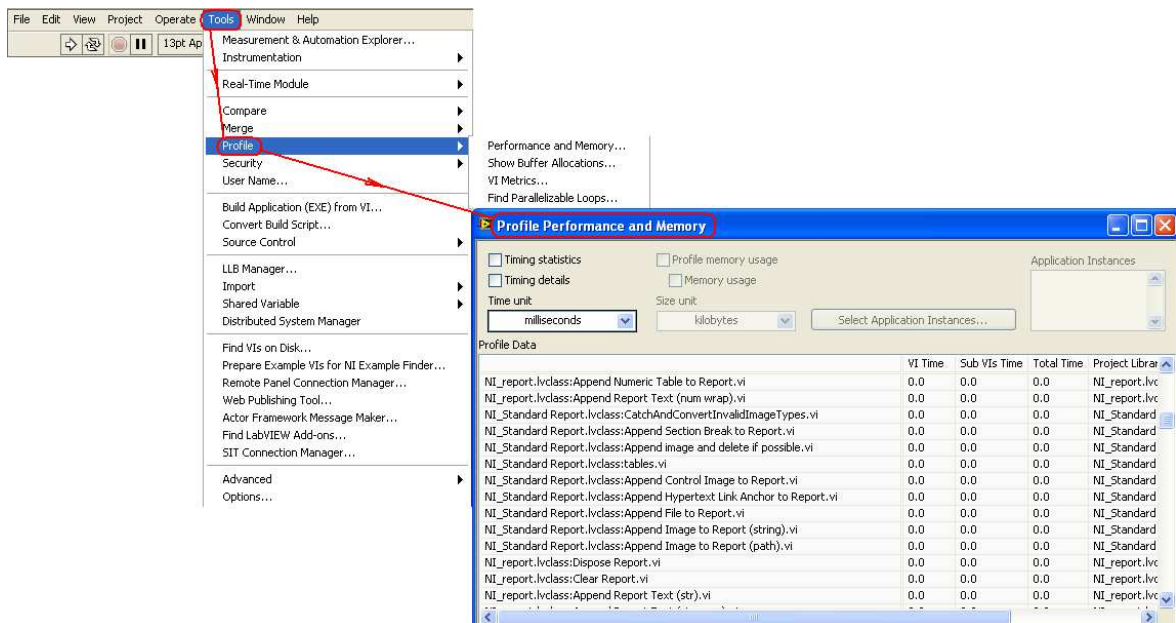 File Edit View Project Operate Tools Window Help
13pt Ap
Measurement & Automation Explorer...
Instrumentation
Real-Time Module
Compare
Merge
Profile
Security
User Name...
Build Application (EXE) from VI...
Convert Build Script...
Source Control
LLB Manager...
Import
Shared Variable
Distributed System Manager
Find VIs on Disk...
Prepare Example VIs for NI Example Finder...
Remote Panel Connection Manager...
Web Publishing Tool...
Actor Framework Message Maker...
Find LabVIEW Add-ons...
SIT Connection Manager...
Advanced
Options...
Performance and Memory...
Show Buffer Allocations...
VI Metrics...
Find Parallelizable Loops...
Profile Performance and Memory
Timing statistics Profile memory usage Application Instances
Timing details Memory usage
Time unit Size unit
milliseconds kilobytes Select Application Instances...
Profile Data
VI Time Sub VIs Time Total Time Project Librar
NI_report.lvclass:Append Numeric Table to Report.vi 0.0 0.0 0.0 NI_report.lvc
NI_report.lvclass:Append Report Text (num wrap).vi 0.0 0.0 0.0 NI_report.lvc
NI_Standard Report.lvclass:CatchAndConvertInvalidImageTypes.vi 0.0 0.0 0.0 NI_Standard
NI_Standard Report.lvclass:Append Section Break to Report.vi 0.0 0.0 0.0 NI_Standard
NI_Standard Report.lvclass:Append image and delete if possible.vi 0.0 0.0 0.0 NI_Standard
NI_Standard Report.lvclass:tables.vi 0.0 0.0 0.0 NI_Standard
NI_Standard Report.lvclass:Append Control Image to Report.vi 0.0 0.0 0.0 NI_Standard
NI_Standard Report.lvclass:Append Hypertext Link Anchor to Report.vi 0.0 0.0 0.0 NI_Standard
NI_Standard Report.lvclass:Append File to Report.vi 0.0 0.0 0.0 NI_Standard
NI_Standard Report.lvclass:Append Image to Report (string).vi 0.0 0.0 0.0 NI_Standard
NI_Standard Report.lvclass:Append Image to Report (path).vi 0.0 0.0 0.0 NI_Standard
NI_report.lvclass:Dispose Report.vi 0.0 0.0 0.0 NI_report.lvc
NI_report.lvclass:Clear Report.vi 0.0 0.0 0.0 NI_report.lvc
NI_report.lvclass:Append Report Text (str).vi 0.0 0.0 0.0 NI_report.lvc